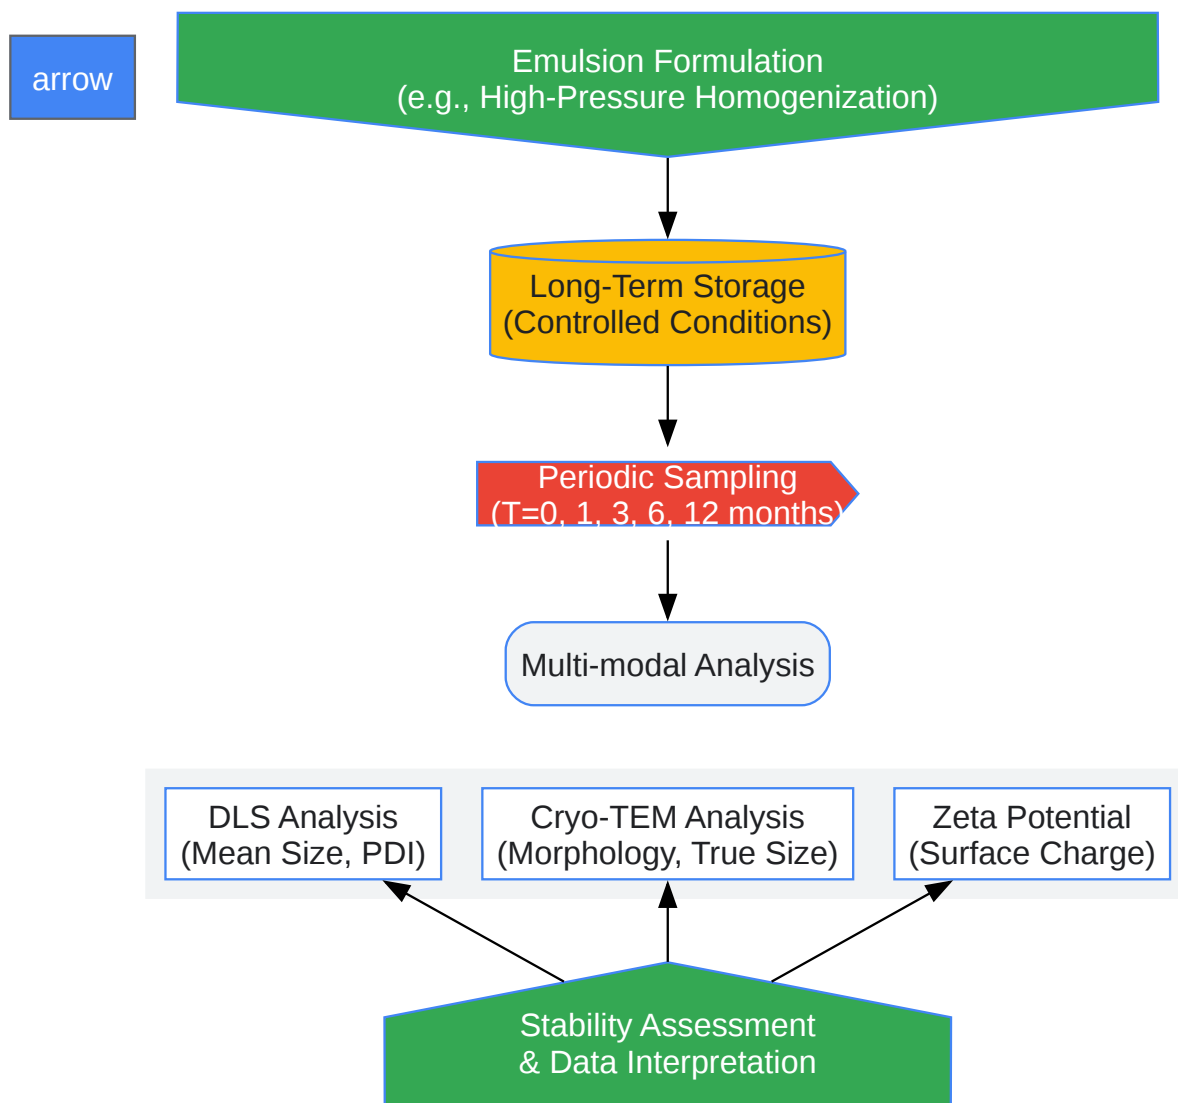 arrow
Emulsion Formulation
(e.g., High-Pressure Homogenization)
Long-Term Storage
(Controlled Conditions)
Periodic Sampling
(T=0, 1, 3, 6, 12 months)
Multi-modal Analysis
DLS Analysis
(Mean Size, PDI)
Cryo-TEM Analysis
(Morphology, True Size)
Zeta Potential
(Surface Charge)
Stability Assessment
& Data Interpretation